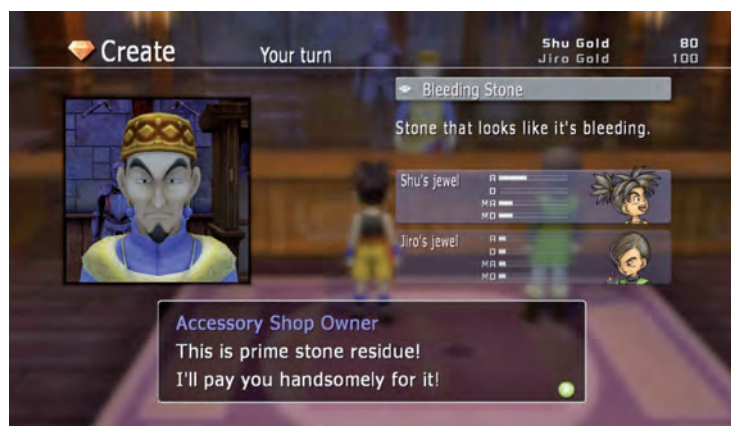 Create
Your turn
Shu Gold 80
Jiro Gold 100
Bleeding Stone
Stone that looks like it's bleeding.
Shu's jewel
A
D
MA
MD
Jiro's jewel
A
D
MA
MD
Accessory Shop Owner
This is prime stone residue!
I'll pay you handsomely for it!